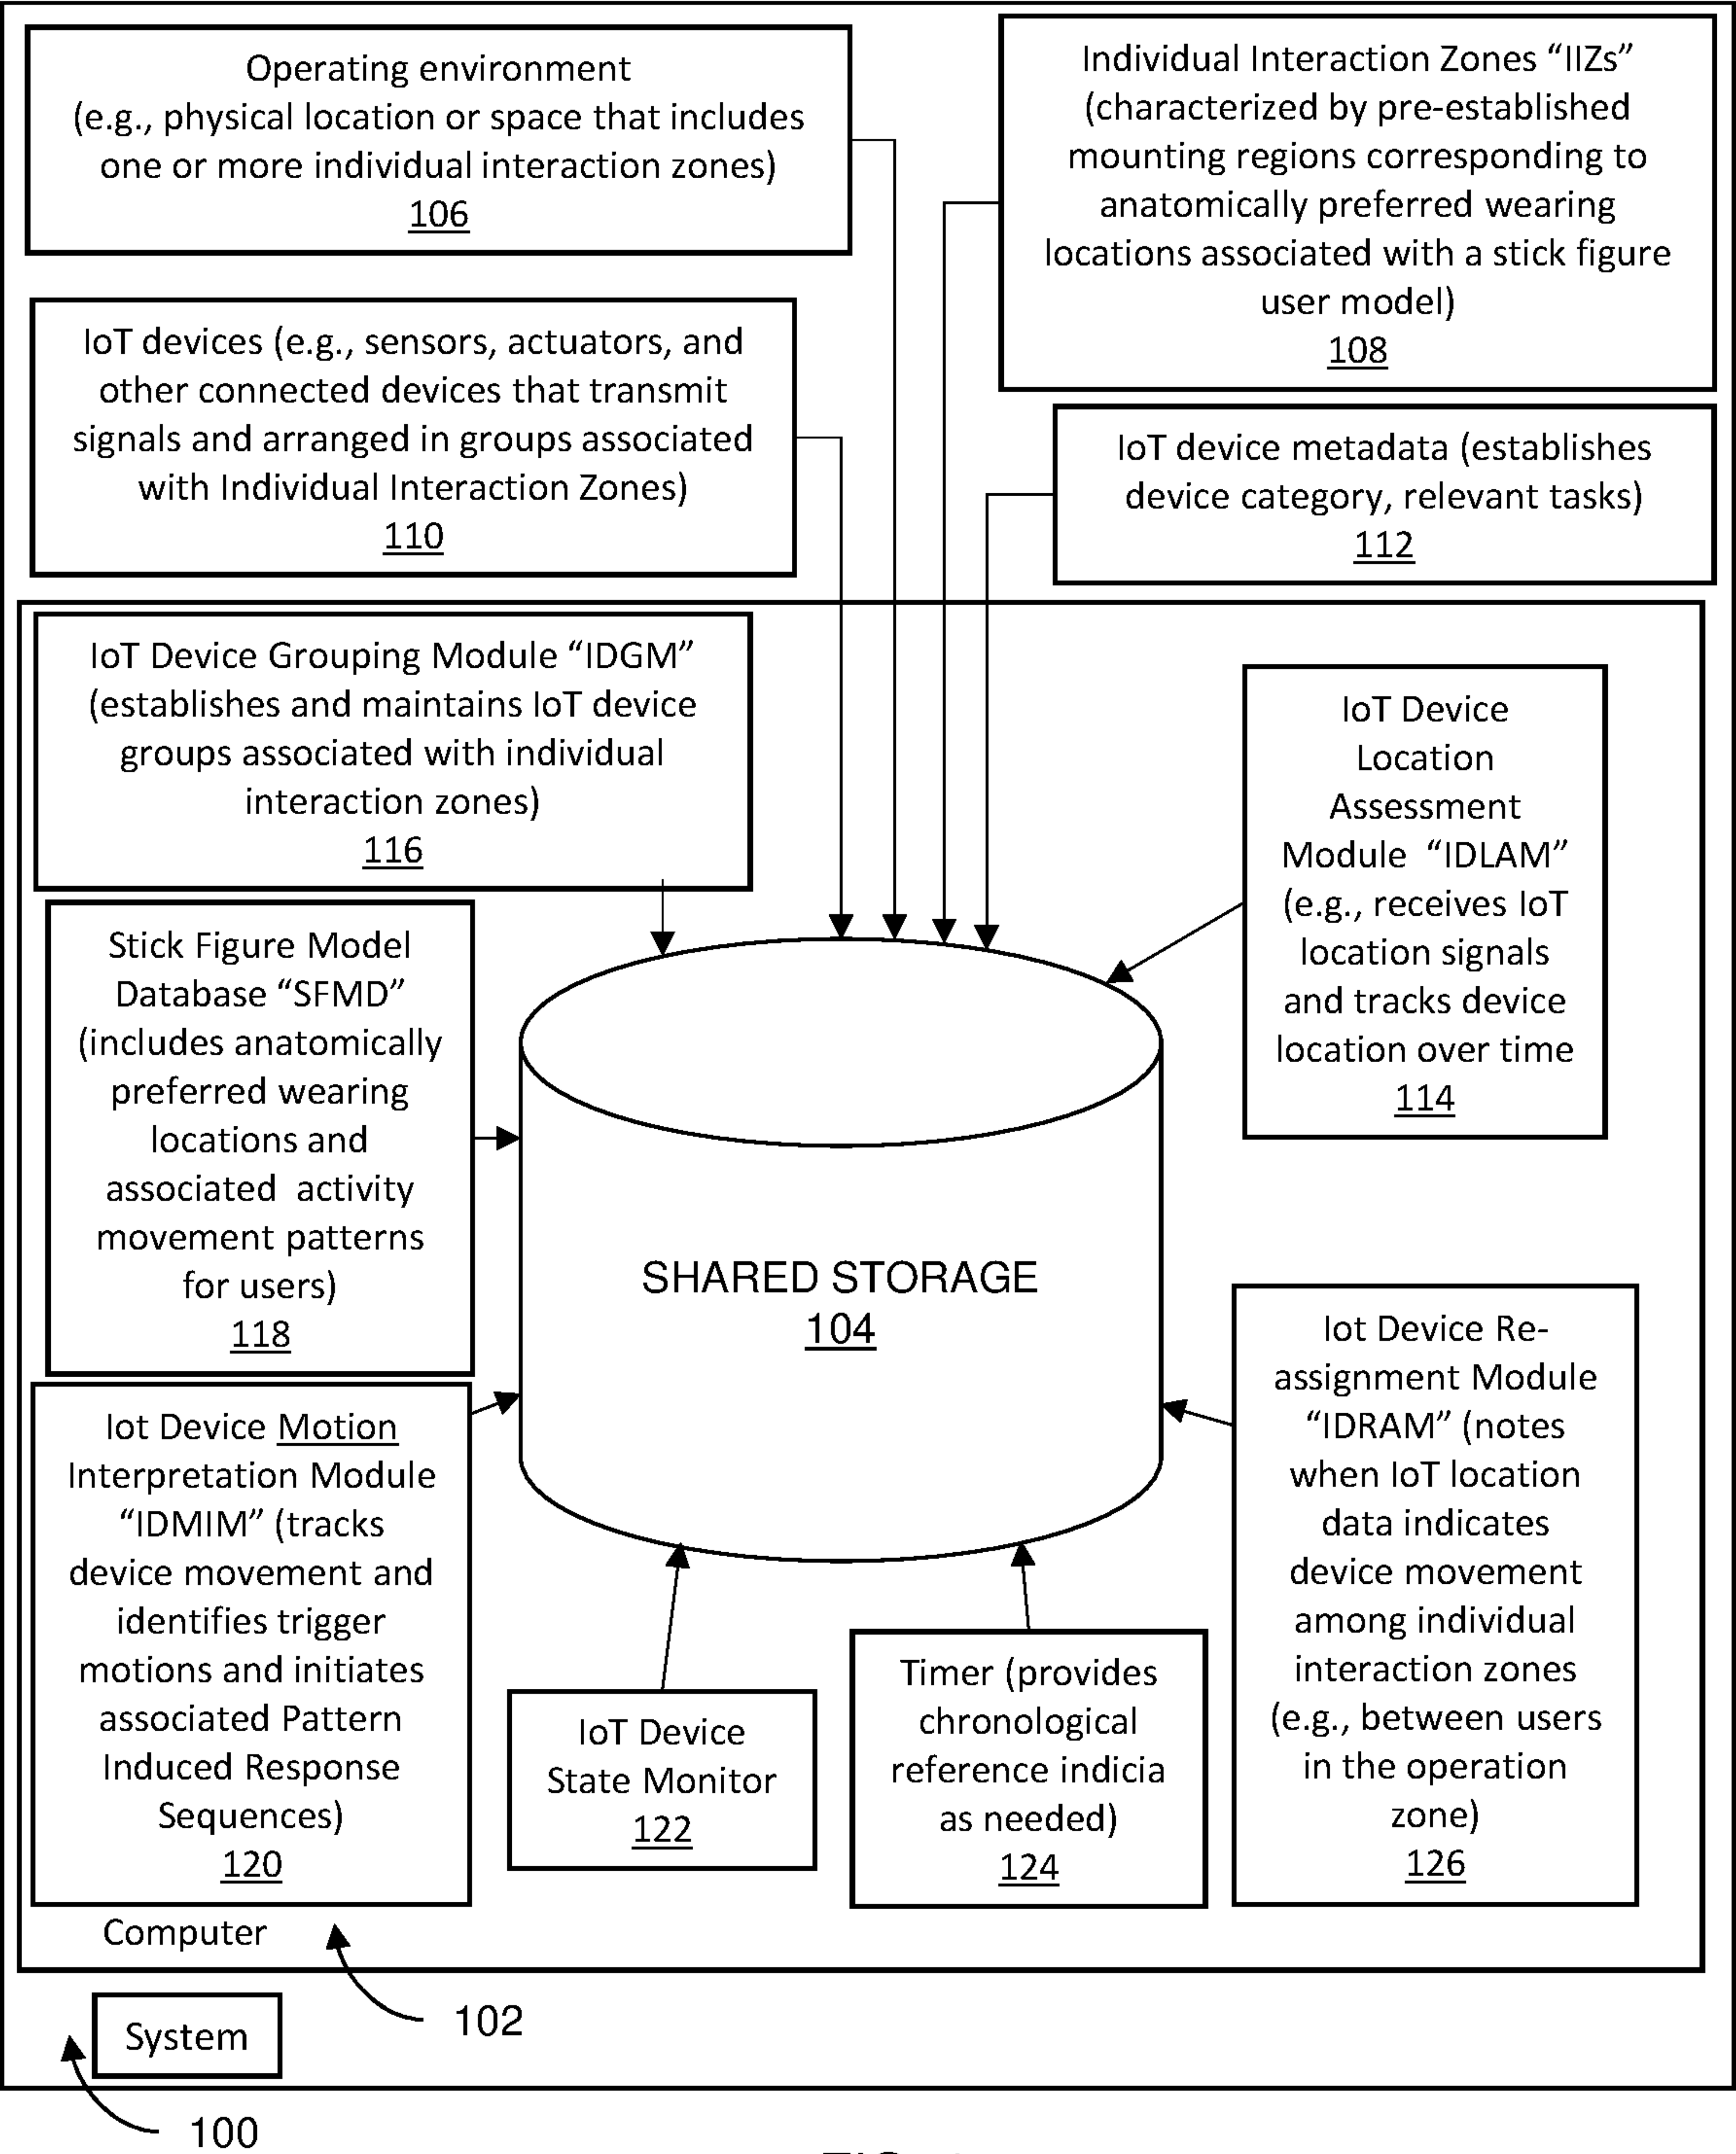 Operating environment
(e.g., physical location or space that includes
one or more individual interaction zones)
106
Individual Interaction Zones “IIZs”
(characterized by pre-established
mounting regions corresponding to
anatomically preferred wearing
locations associated with a stick figure
user model)
108
IoT devices (e.g., sensors, actuators, and
other connected devices that transmit
signals and arranged in groups associated
with Individual Interaction Zones)
110
IoT device metadata (establishes
device category, relevant tasks)
112
IoT Device Grouping Module “IDGM”
(establishes and maintains IoT device
groups associated with individual
interaction zones)
116
IoT Device
Location
Assessment
Module “IDLAM”
(e.g., receives IoT
location signals
and tracks device
location over time
114
Stick Figure Model
Database “SFMD”
(includes anatomically
preferred wearing
locations and
associated activity
movement patterns
for users)
118
SHARED STORAGE
104
Iot Device Motion
Interpretation Module
“IDMIM” (tracks
device movement and
identifies trigger
motions and initiates
associated Pattern
Induced Response
Sequences)
120
IoT Device
State Monitor
122
Timer (provides
chronological
reference indicia
as needed)
124
Iot Device Re-
assignment Module
“IDRAM” (notes
when IoT location
data indicates
device movement
among individual
interaction zones
(e.g., between users
in the operation
zone)
126
Computer
102
System
100